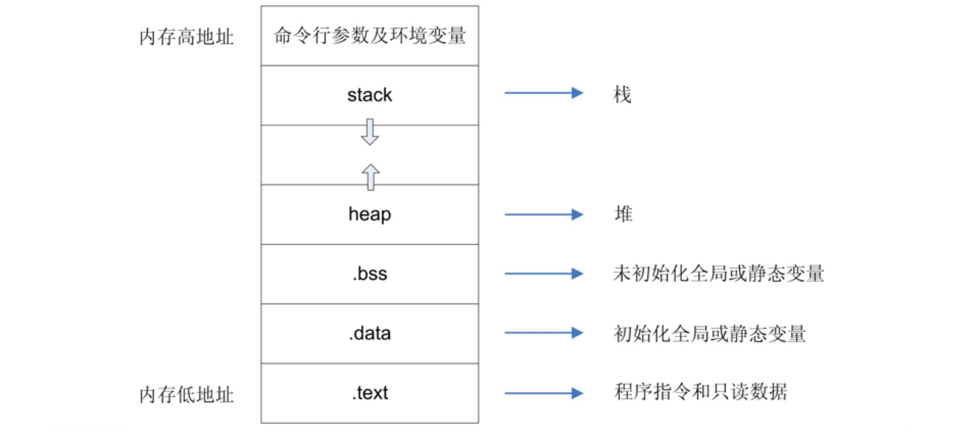 内存高地址 命令行参数及环境变量
stack 栈
heap 堆
.bss 未初始化全局或静态变量
.data 初始化全局或静态变量
内存低地址 .text 程序指令和只读数据